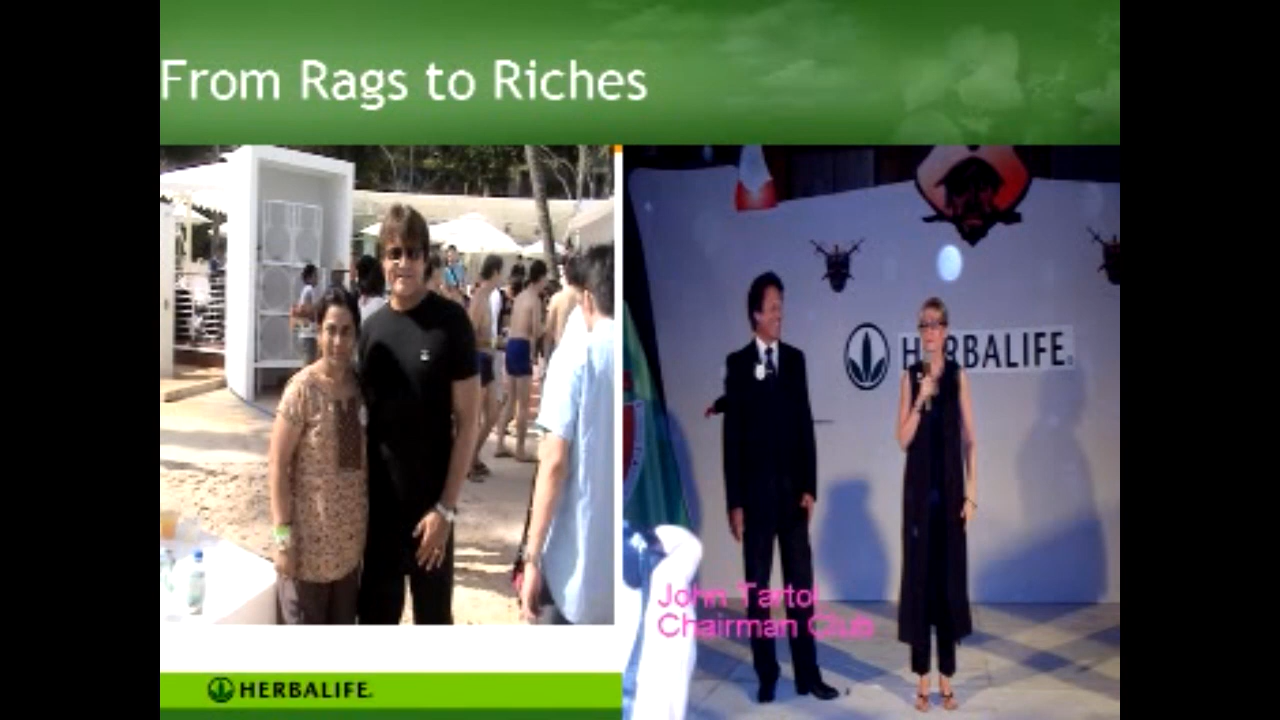 From Rags to Riches
HERBALIFE
John Tartol
Chairman Club
HERBALIFE.